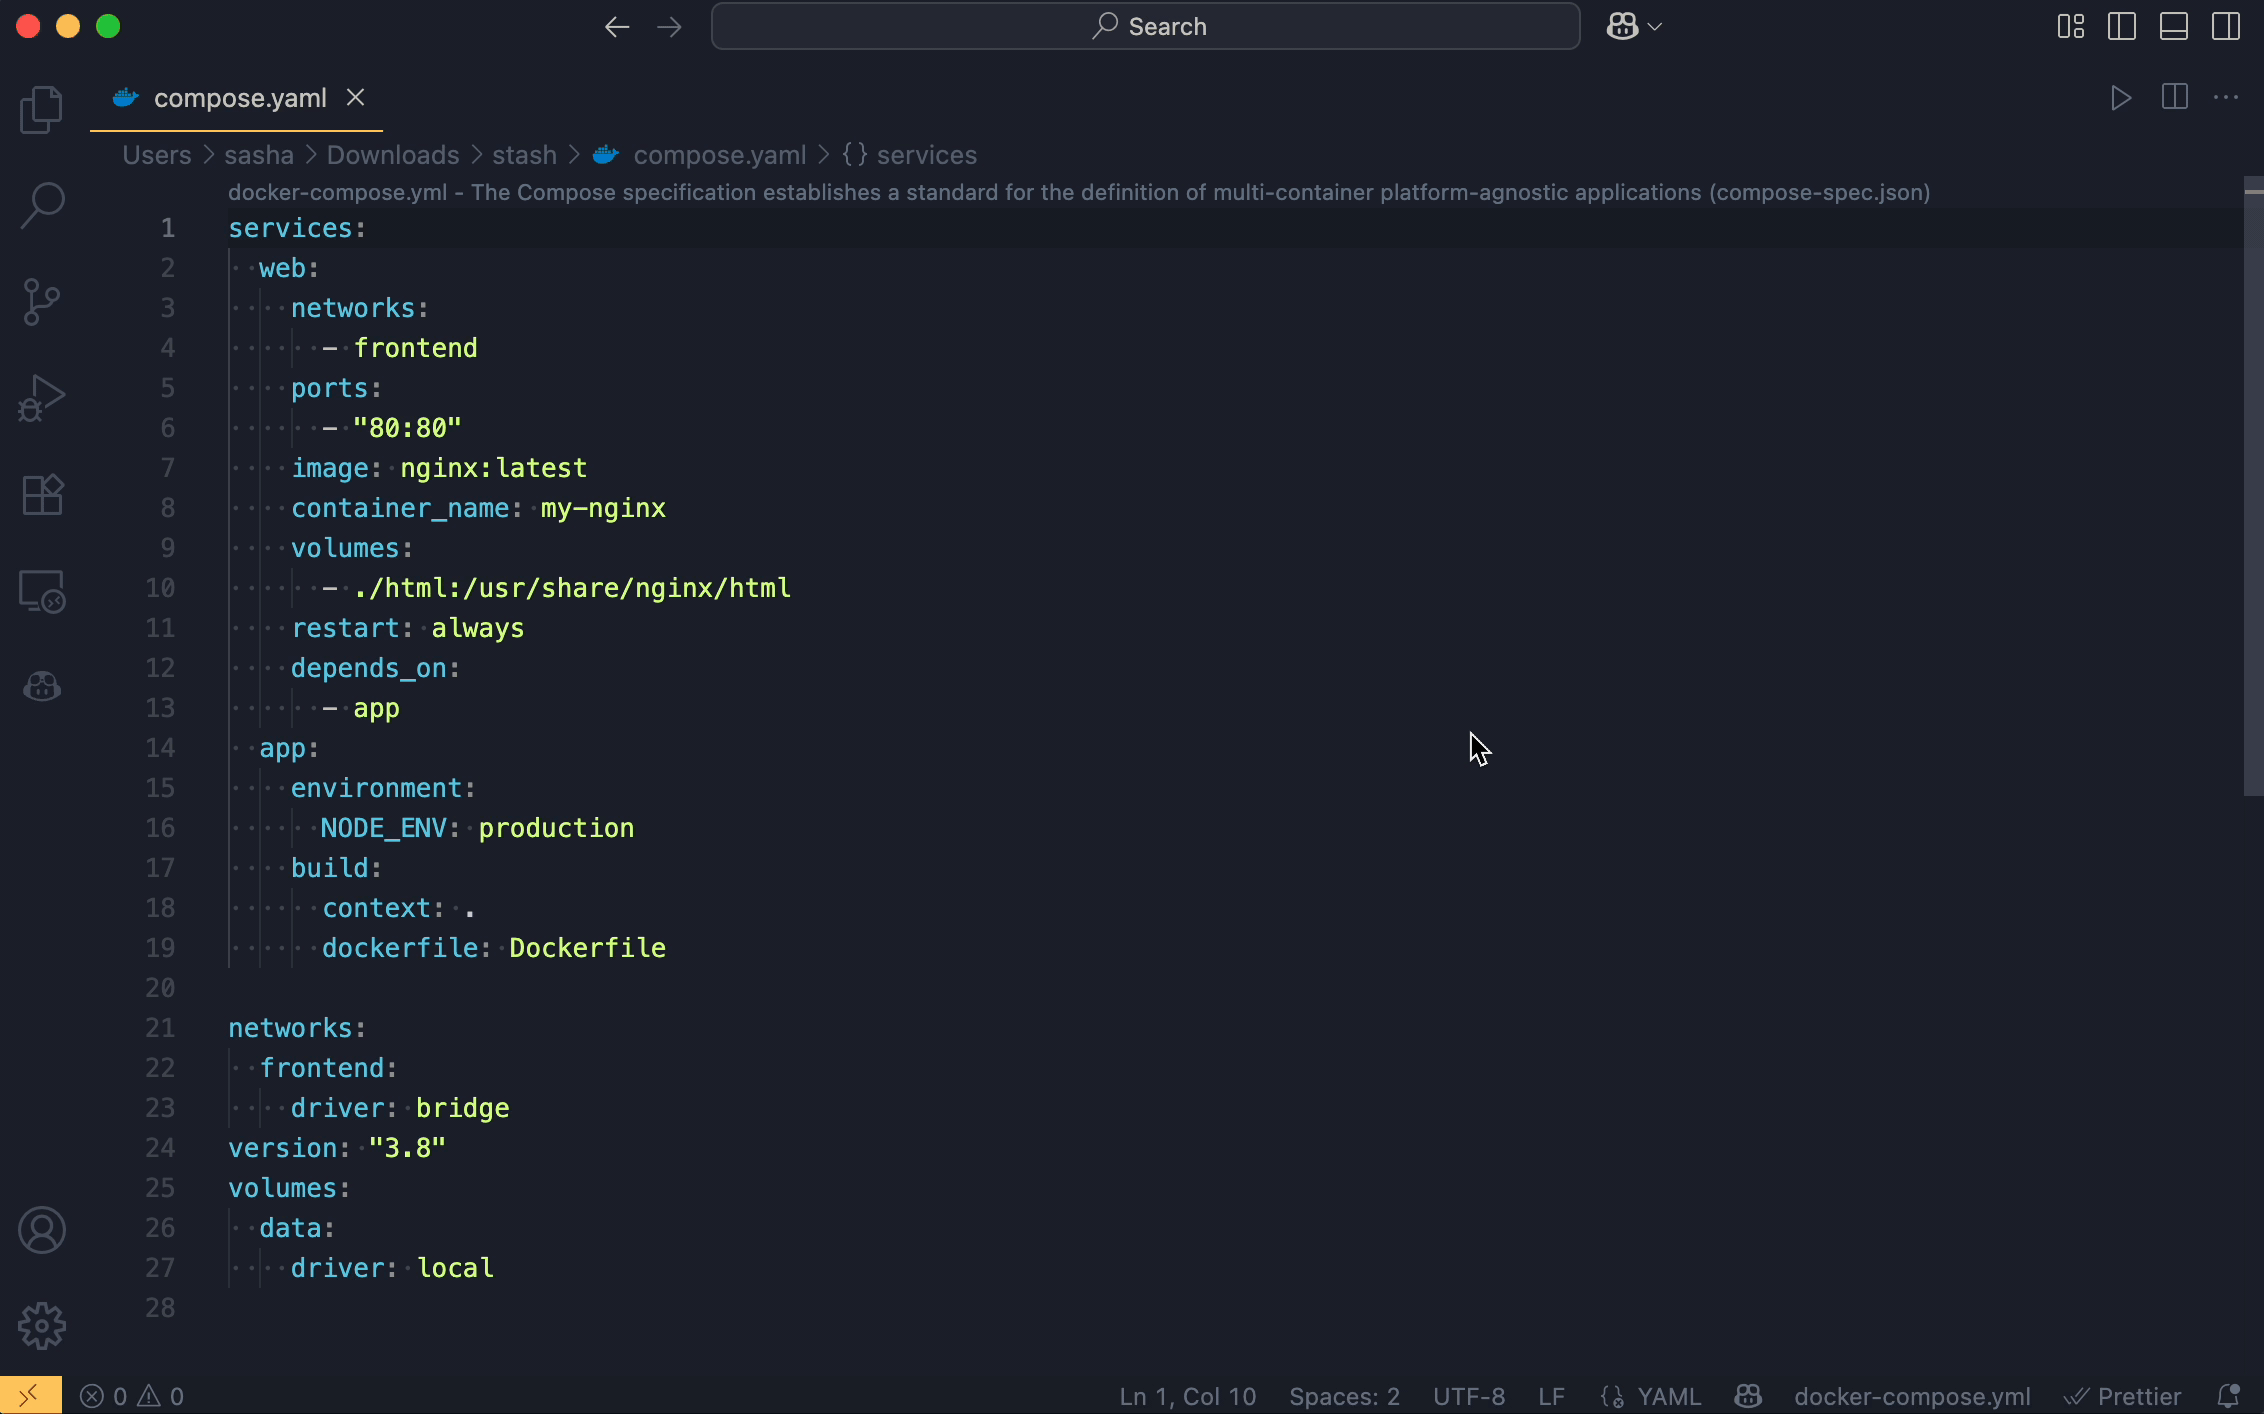 Search
compose.yaml
Users > sasha > Downloads > stash > compose.yaml > {} services
docker-compose.yml - The Compose specification establishes a standard for the definition of multi-container platform-agnostic applications (compose-spec.json)
1 services:
2   web:
3     networks:
4       - frontend
5     ports:
6       - "80:80"
7     image: nginx:latest
8     container_name: my-nginx
9     volumes:
10       - ./html:/usr/share/nginx/html
11     restart: always
12     depends_on:
13       - app
14   app:
15     environment:
16       NODE_ENV: production
17     build:
18       context: .
19       dockerfile: Dockerfile
20
21 networks:
22   frontend:
23     driver: bridge
24 version: "3.8"
25 volumes:
26   data:
27     driver: local
28
0 0 Ln 1, Col 10 Spaces: 2 UTF-8 LF YAML docker-compose.yml Prettier